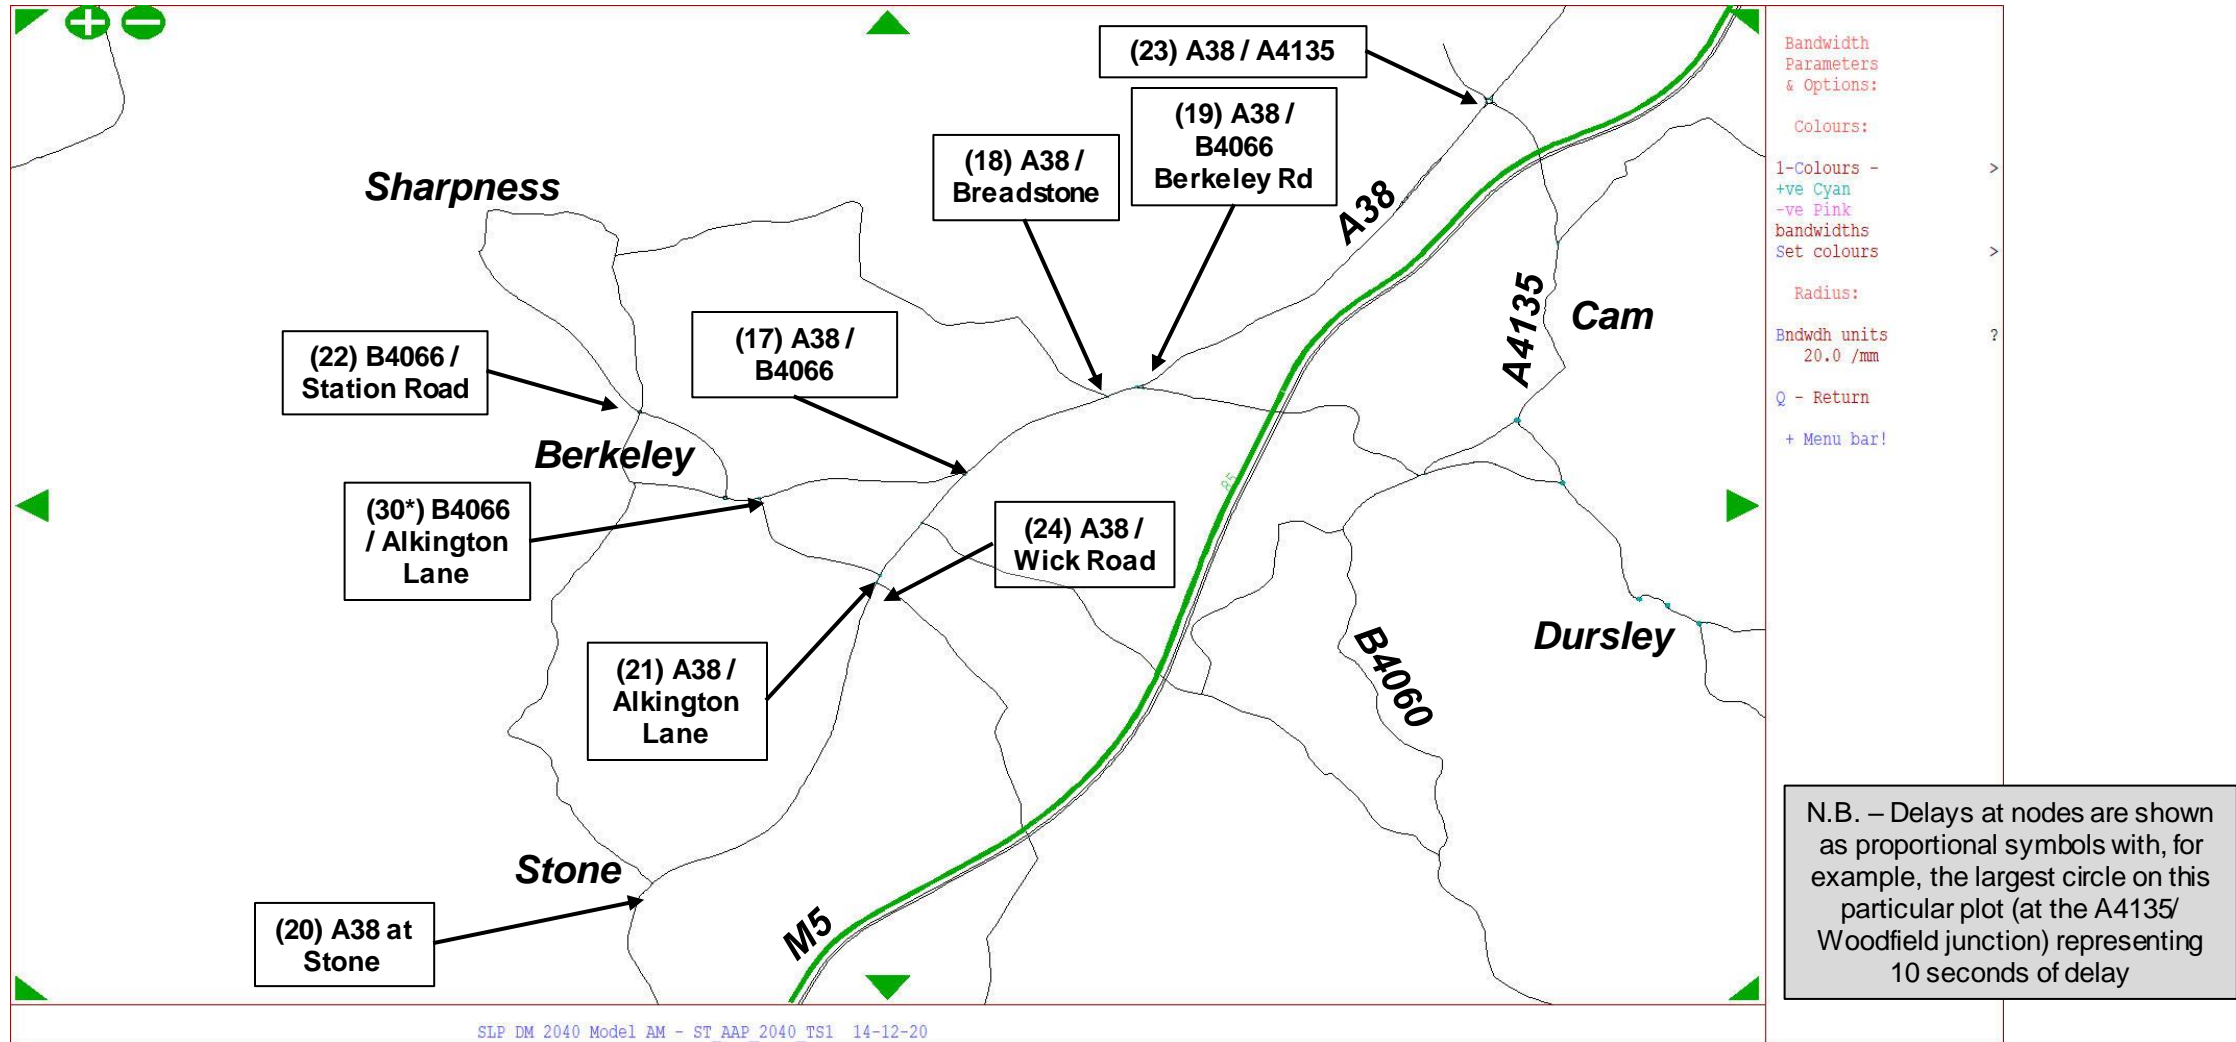 (23) A38 / A4135
(19) A38 /
B4066
Berkeley Rd
(18) A38 /
Breadstone
Sharpness
A38
(22) B4066 /
Station Road
(17) A38 /
B4066
A4135
Cam
Berkeley
(30*) B4066
/ Alkington
Lane
85
(24) A38 /
Wick Road
(21) A38 /
Alkington
Lane
B4060
Dursley
Stone
(20) A38 at
Stone
M5
Bandwidth
Parameters
& Options:
Colours:
1-Colours - >
+ve Cyan
-ve Pink
bandwidths
Set colours >
Radius:
Bndwdh units ?
20.0 /mm
Q - Return
+ Menu bar!
N.B. – Delays at nodes are shown
as proportional symbols with, for
example, the largest circle on this
particular plot (at the A4135/
Woodfield junction) representing
10 seconds of delay
SLP DM 2040 Model AM - ST_AAP_2040_TS1 14-12-20